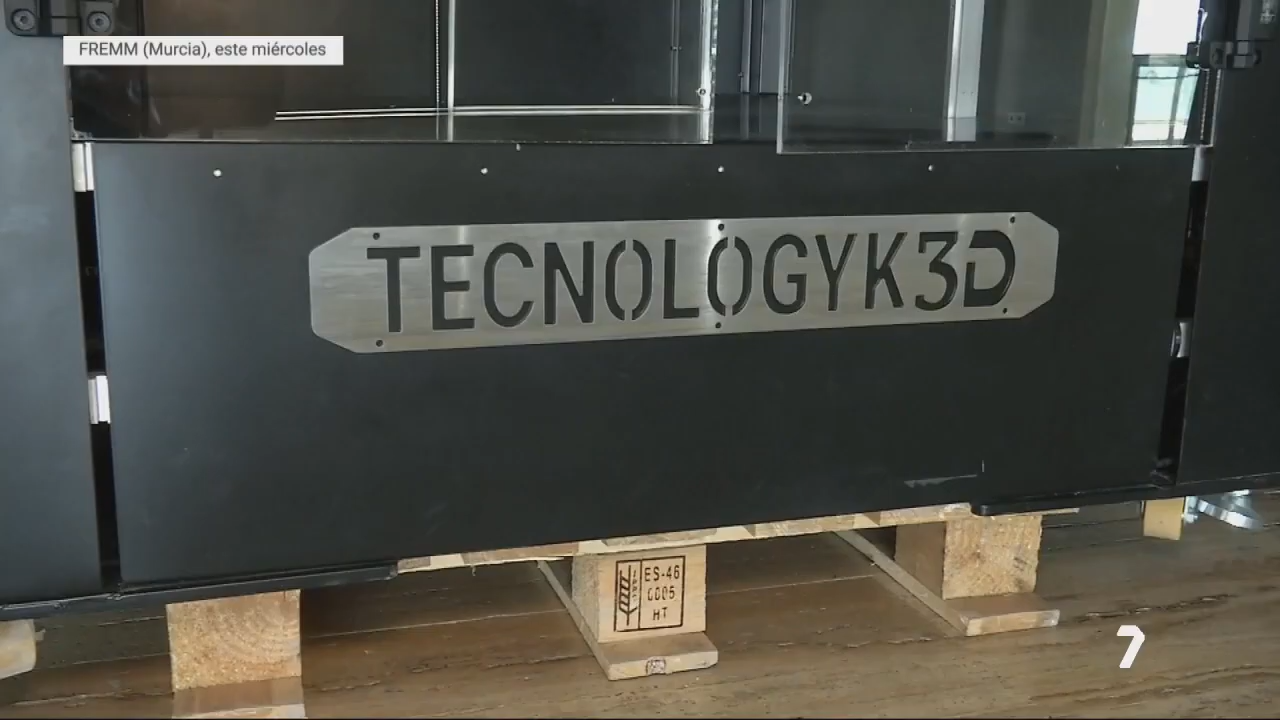 FREMM (Murcia), este miércoles
TECNOLOGYK3D
ES-46
0005
HT
7